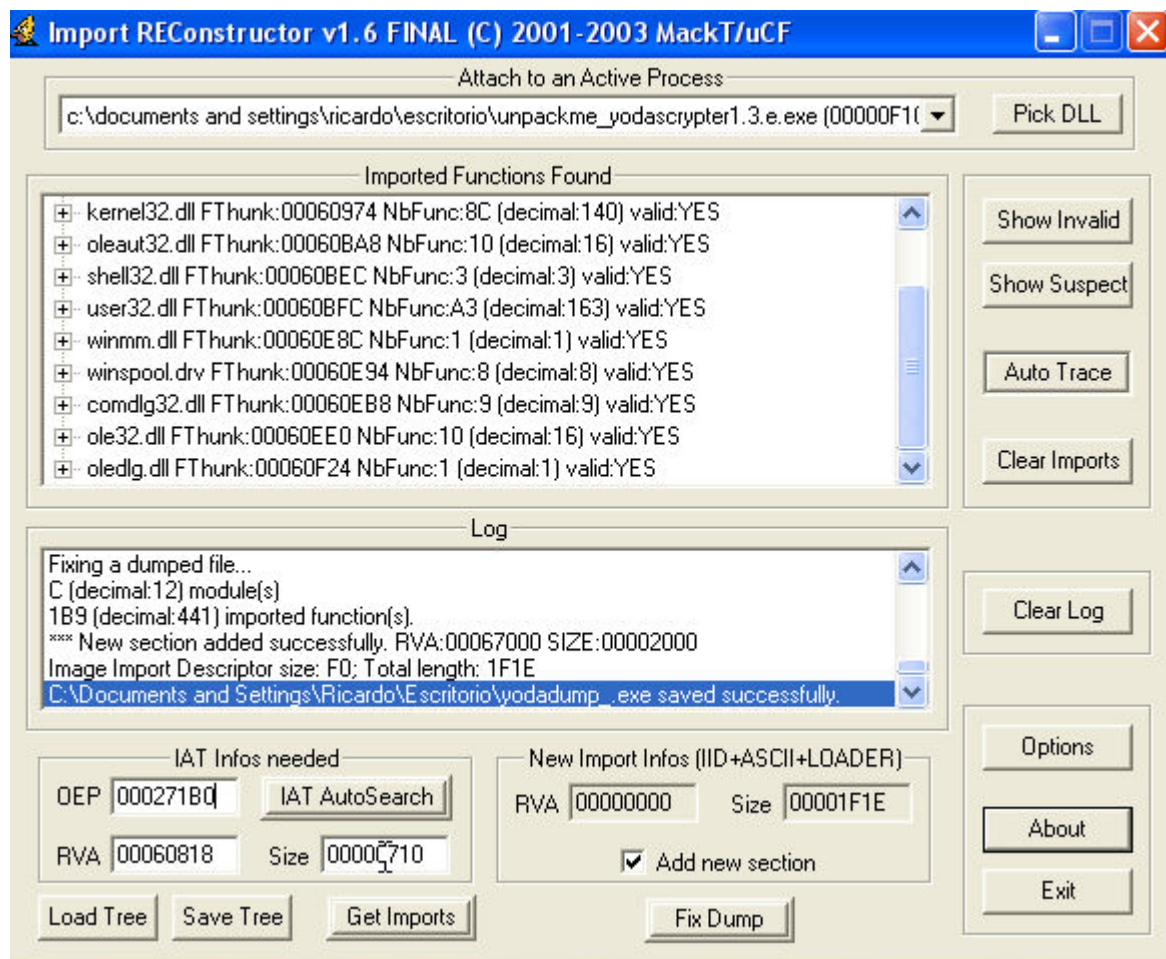 Import REConstructor v1.6 FINAL (C) 2001-2003 MackT/uCF
Attach to an Active Process
c:\documents and settings\ricardo\escritorio\unpackme_yodascrypter1.3.e.exe (00000F1(
Pick DLL
Imported Functions Found
kernel32.dll FThunk:00060974 NbFunc:8C (decimal:140) valid:YES
oleaut32.dll FThunk:00060BA8 NbFunc:10 (decimal:16) valid:YES
shell32.dll FThunk:00060BEC NbFunc:3 (decimal:3) valid:YES
user32.dll FThunk:00060BFC NbFunc:A3 (decimal:163) valid:YES
winmm.dll FThunk:00060E8C NbFunc:1 (decimal:1) valid:YES
winspool.drv FThunk:00060E94 NbFunc:8 (decimal:8) valid:YES
comdlg32.dll FThunk:00060EB8 NbFunc:9 (decimal:9) valid:YES
ole32.dll FThunk:00060EE0 NbFunc:10 (decimal:16) valid:YES
oledlg.dll FThunk:00060F24 NbFunc:1 (decimal:1) valid:YES
Show Invalid
Show Suspect
Auto Trace
Clear Imports
Log
Fixing a dumped file...
C (decimal:12) module(s)
1B9 (decimal:441) imported function(s).
*** New section added successfully. RVA:00067000 SIZE:00002000
Image Import Descriptor size: F0; Total length: 1F1E
C:\Documents and Settings\Ricardo\Escritorio\yodadump_.exe saved successfully.
Clear Log
IAT Infos needed
OEP 000271B0 IAT AutoSearch
RVA 00060818 Size 00000710
New Import Infos (IID+ASCII+LOADER)
RVA 00000000 Size 00001F1E
Add new section
Options
About
Exit
Load Tree Save Tree Get Imports Fix Dump